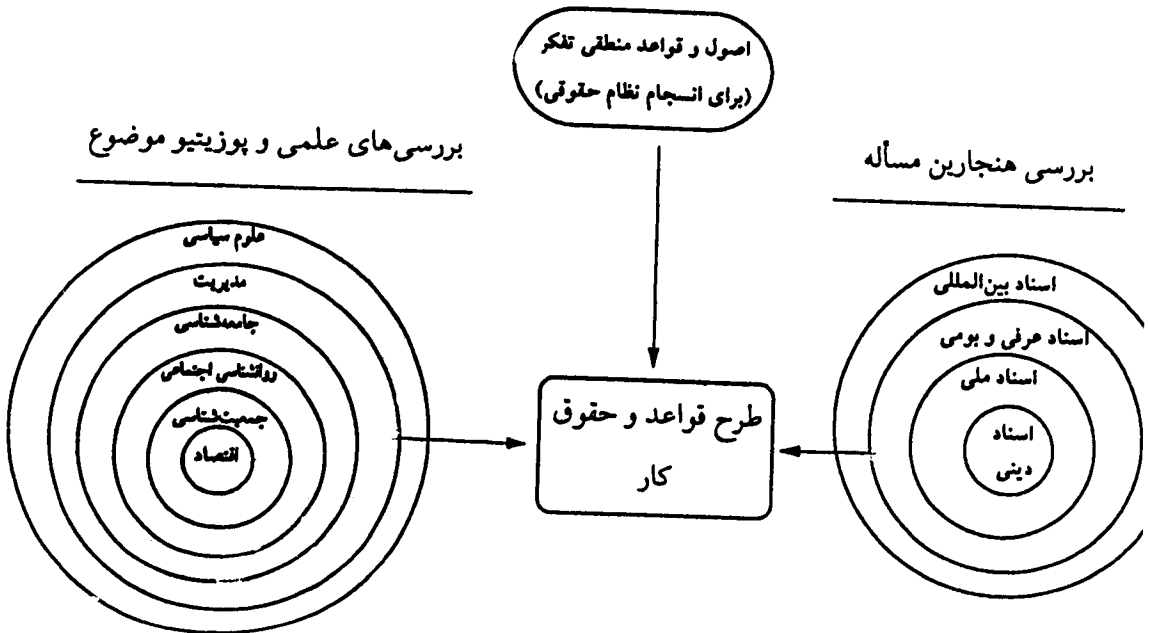 اصول و قواعد منطقی تفکر
(برای انسجام نظام حقوقی)
بررسی هنجارین مسأله
بررسی‌های علمی و پوزیتیو موضوع
اسناد بین‌المللی
اسناد عرفی و بومی
اسناد ملی
اسناد
دینی
طرح قواعد و حقوق
کار
علوم سیاسی
مدیریت
جامعه‌شناسی
روانشناسی اجتماعی
جمعیت‌شناسی
اقتصاد